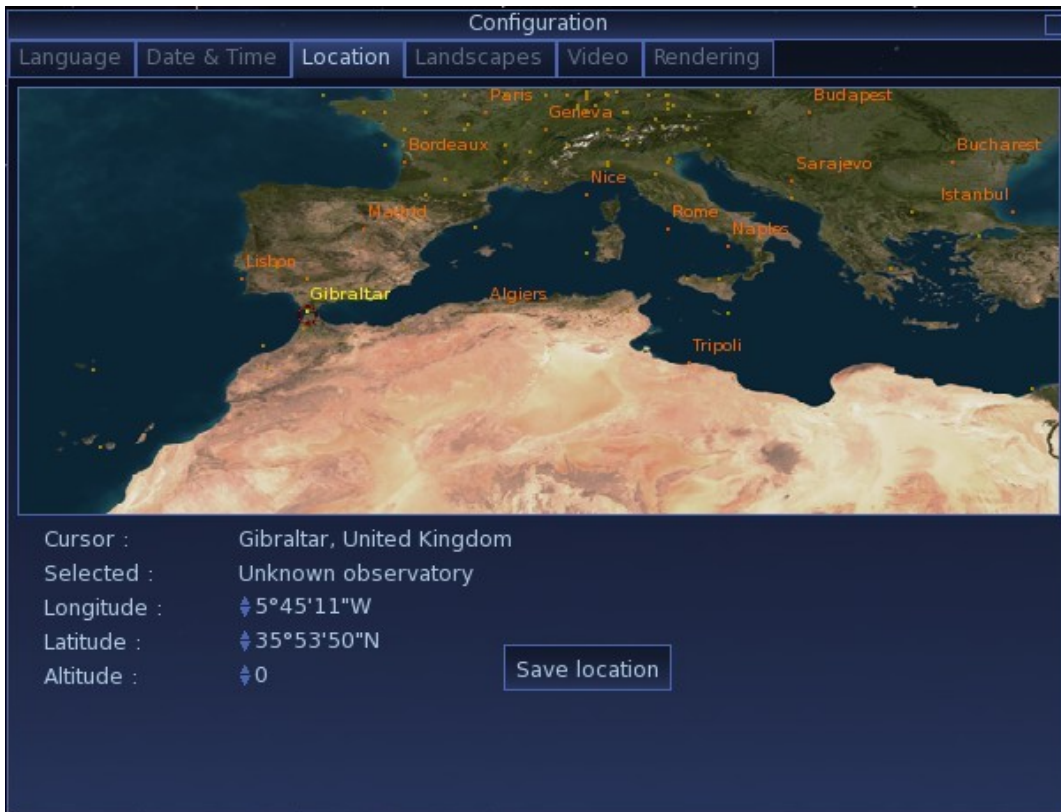 Configuration
Language Date & Time Location Landscapes Video Rendering
Paris Budapest
Geneva
Bordeaux Bucharest
Sarajevo
Nice
Istanbul
Madrid Rome
Naples
Lisbon
Gibraltar Algiers
Tripoli
Cursor : Gibraltar, United Kingdom
Selected : Unknown observatory
Longitude : 5°45'11"W
Latitude : 35°53'50"N
Altitude : 0
Save location